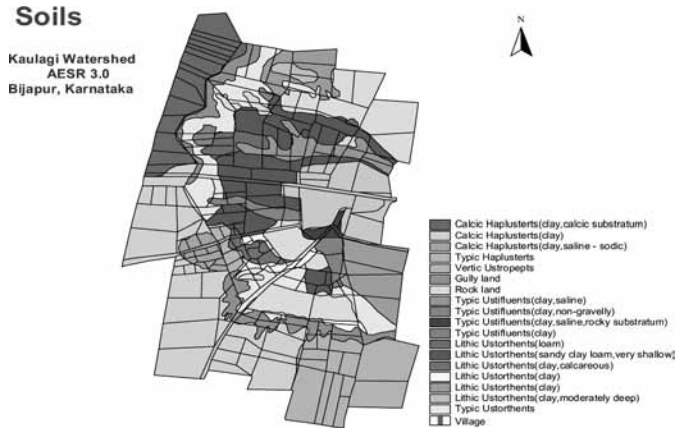 Soils
Kaulagi Watershed
AESR 3.0
Bijapur, Karnataka
N
Calcic Haplusterts(clay,calcic substratum)
Calcic Haplusterts(clay)
Calcic Haplusterts(clay,saline - sodic)
Typic Haplusterts
Vertic Ustropepts
Gully land
Rock land
Typic Ustifluents(clay,saline)
Typic Ustifluents(clay,non-gravelly)
Typic Ustifluents(clay,saline,rocky substratum)
Typic Ustifluents(clay)
Lithic Ustorthents(loam)
Lithic Ustorthents(sandy clay loam,very shallow)
Lithic Ustorthents(clay,calcareous)
Lithic Ustorthents(clay)
Lithic Ustorthents(clay)
Lithic Ustorthents(clay,moderately deep)
Typic Ustorthents
Village